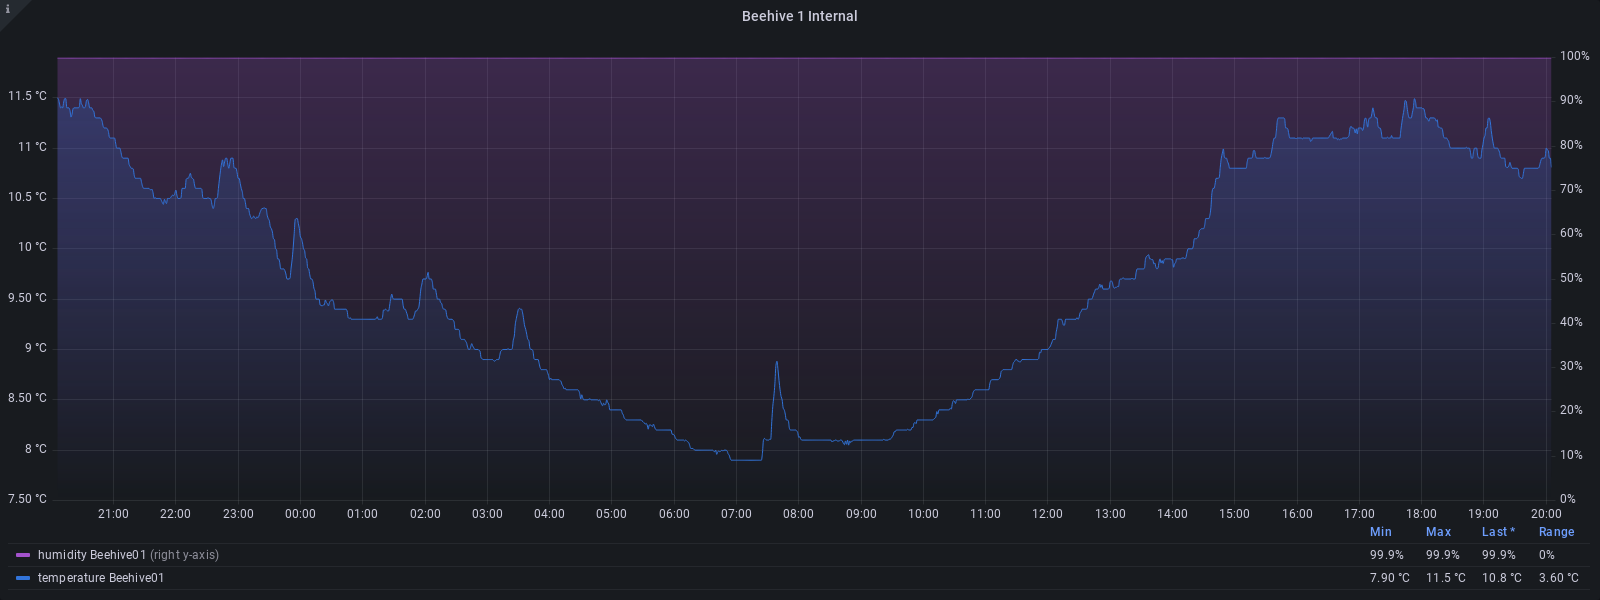 i
Beehive 1 Internal
11.5 °C
11 °C
10.5 °C
10 °C
9.50 °C
9 °C
8.50 °C
8 °C
7.50 °C
100%
90%
80%
70%
60%
50%
40%
30%
20%
10%
0%
21:00 22:00 23:00 00:00 01:00 02:00 03:00 04:00 05:00 06:00 07:00 08:00 09:00 10:00 11:00 12:00 13:00 14:00 15:00 16:00 17:00 18:00 19:00 20:00
Min Max Last * Range
humidity Beehive01 (right y-axis) 99.9% 99.9% 99.9% 0%
temperature Beehive01 7.90 °C 11.5 °C 10.8 °C 3.60 °C